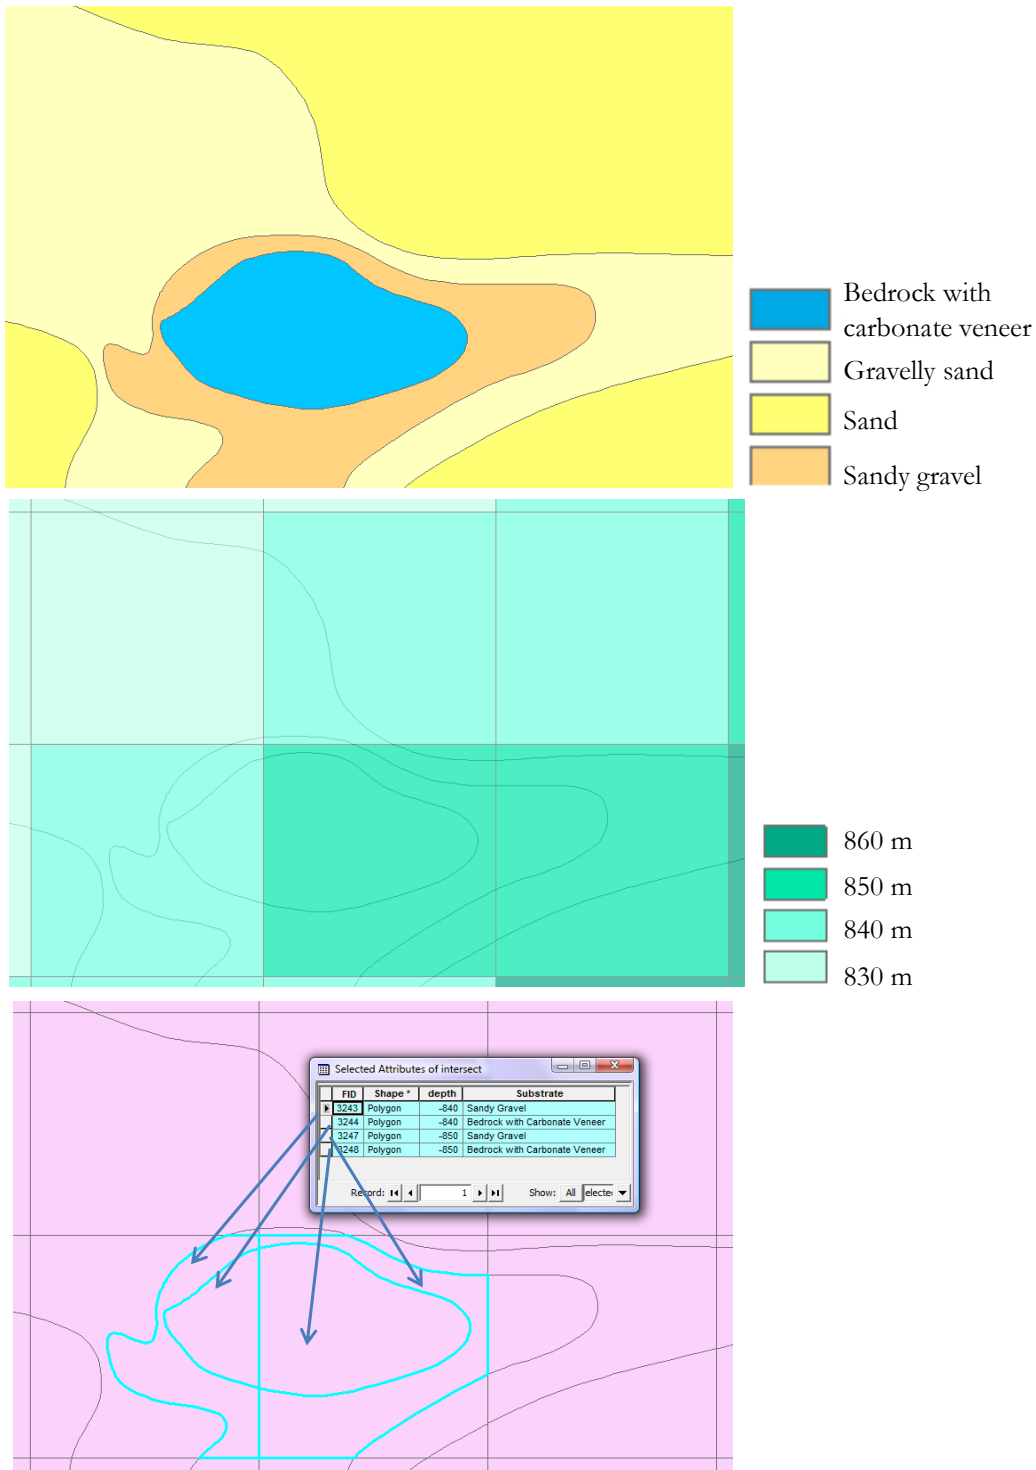 Bedrock with
carbonate veneer
Gravelly sand
Sand
Sandy gravel
860 m
850 m
840 m
830 m
Selected Attributes of intersect
FID Shape * depth Substrate
3243 Polygon -840 Sandy Gravel
3244 Polygon -840 Bedrock with Carbonate Veneer
3247 Polygon -850 Sandy Gravel
3248 Polygon -850 Bedrock with Carbonate Veneer
Record: 1 Show: All